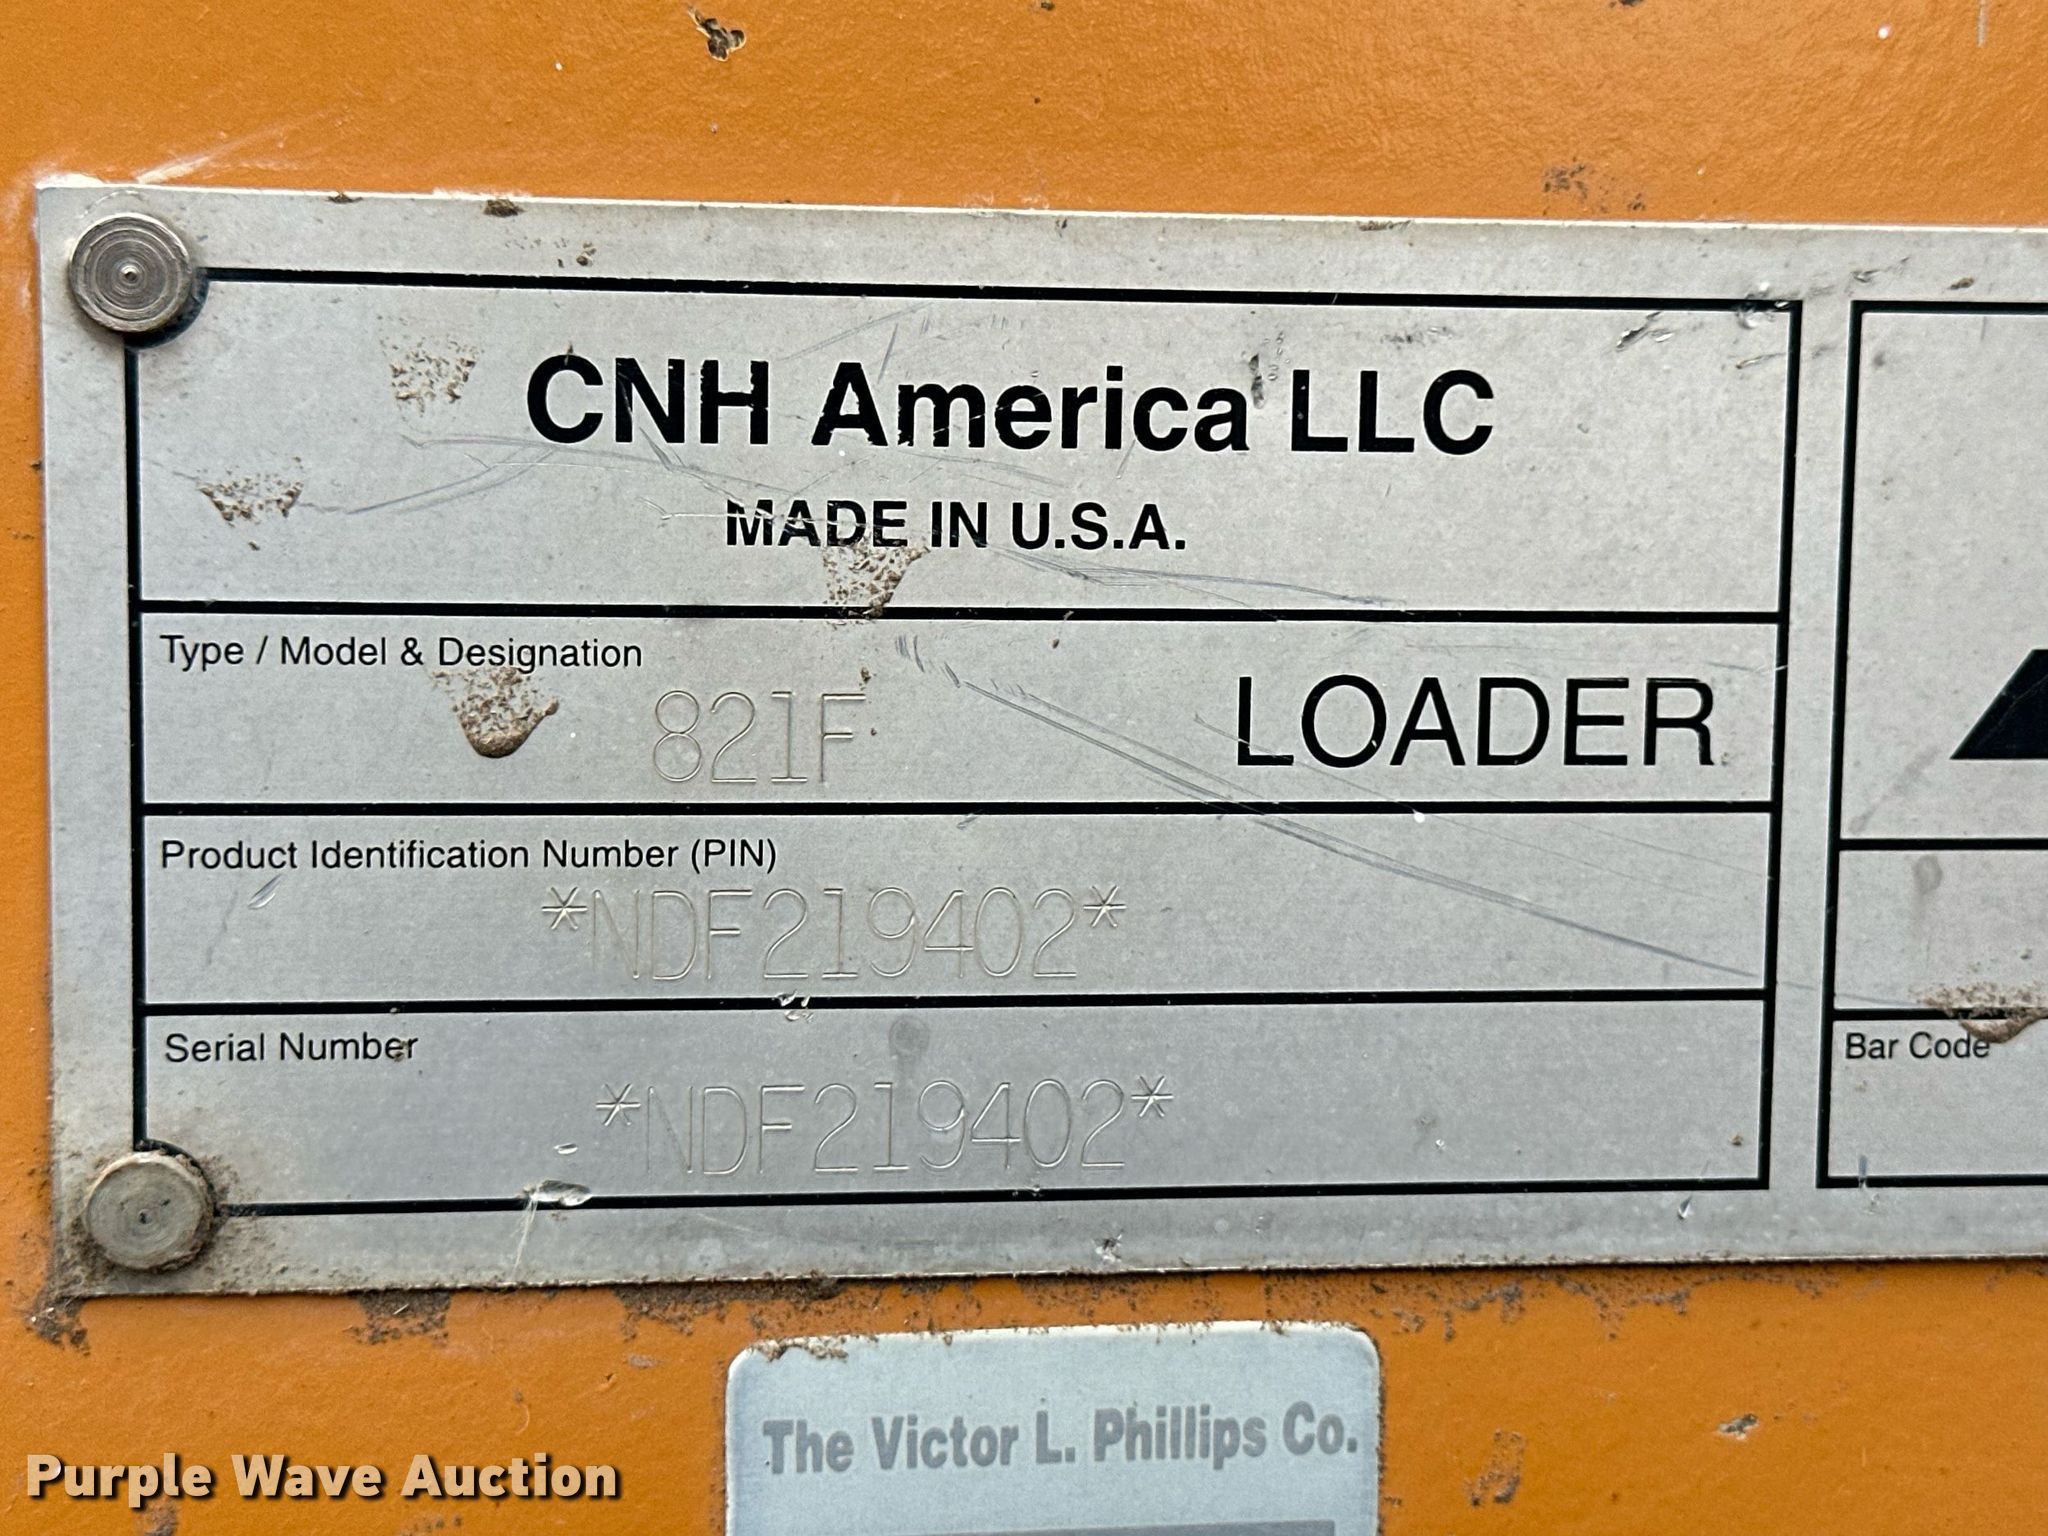 CNH America LLC
MADE IN U.S.A.
Type / Model & Designation
821F LOADER
Product Identification Number (PIN)
*NDF219402*
Serial Number
*NDF219402*
Bar Code
The Victor L. Phillips Co.
Purple Wave Auction